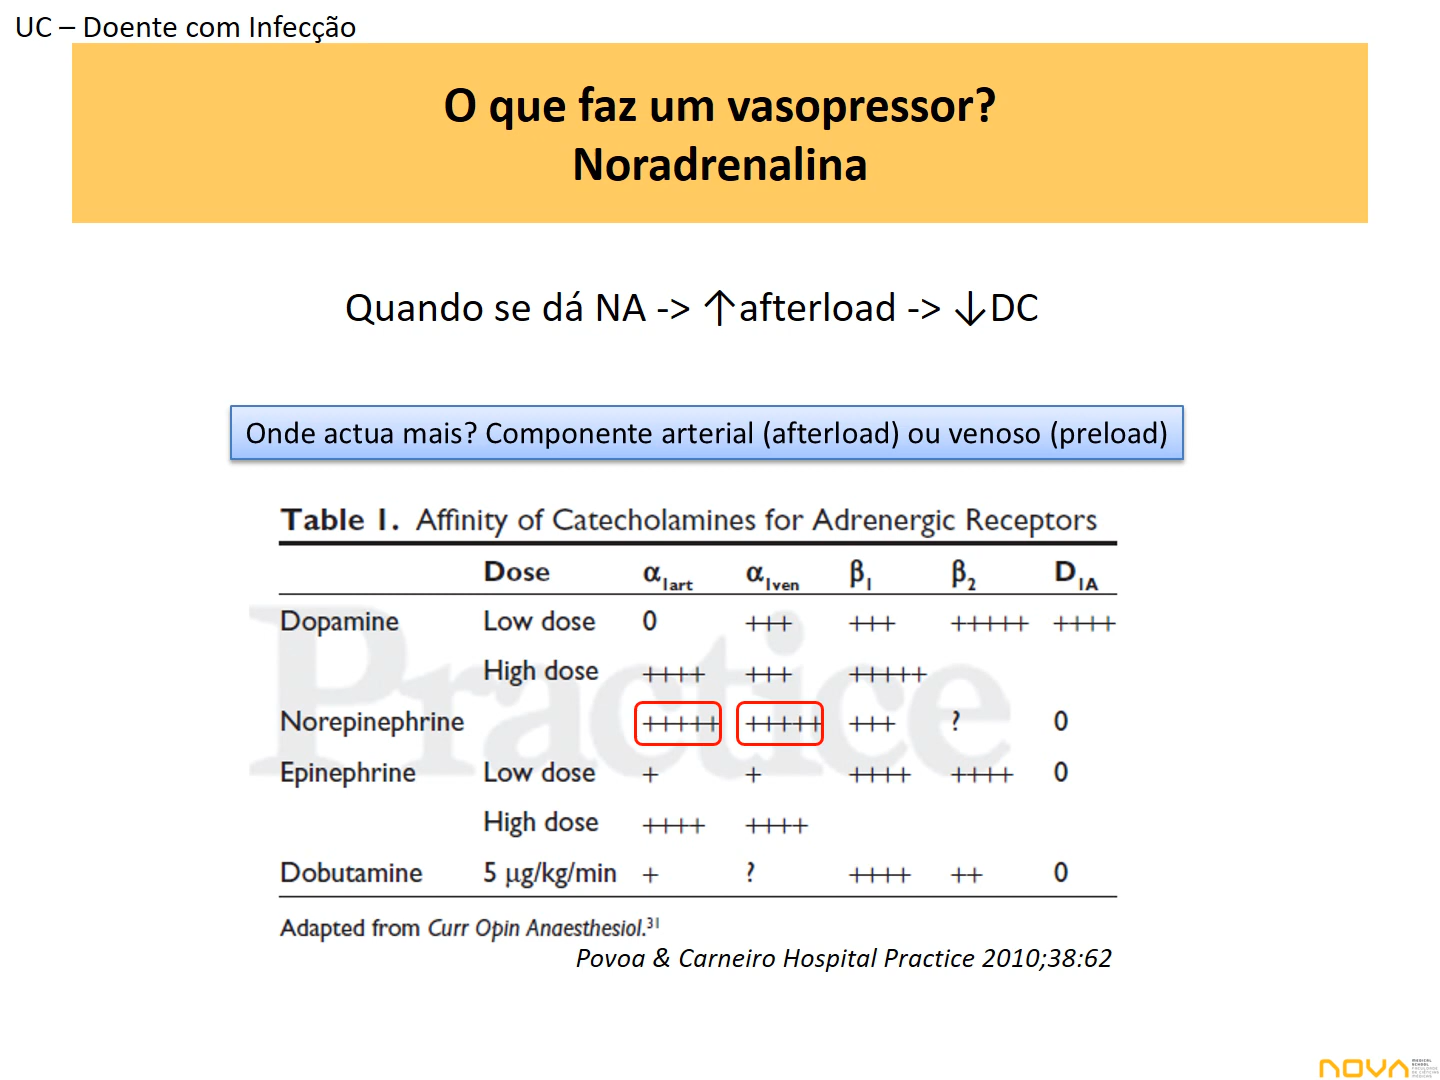 UC – Doente com Infecção
O que faz um vasopressor?
Noradrenalina
Quando se dá NA -> ↑afterload -> ↓DC
Onde actua mais? Componente arterial (afterload) ou venoso (preload)
Table 1. Affinity of Catecholamines for Adrenergic Receptors
Dose α1art α1ven β1 β2 D1A
Dopamine Low dose 0 +++ +++ +++++ ++++
High dose ++++ +++ +++++
Norepinephrine +++++ +++++ +++ ? 0
Epinephrine Low dose + + ++++ ++++ 0
High dose ++++ ++++
Dobutamine 5 µg/kg/min + ? ++++ ++ 0
Practice
Adapted from Curr Opin Anaesthesiol.31
Povoa & Carneiro Hospital Practice 2010;38:62
NOVA